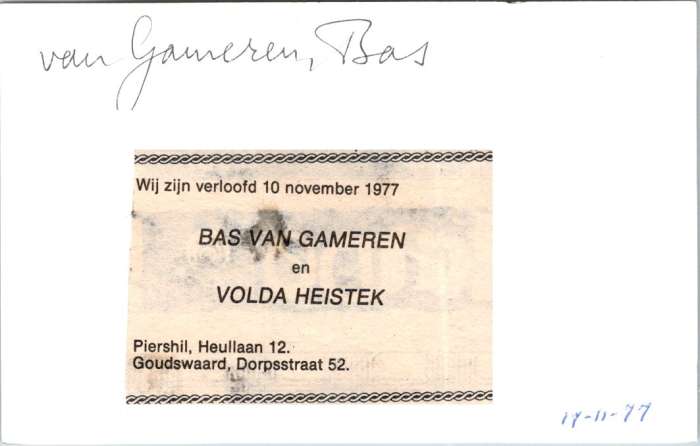 van Gameren, Bas
Wij zijn verloofd 10 november 1977
BAS VAN GAMEREN
en
VOLDA HEISTEK
Piershil, Heullaan 12.
Goudswaard, Dorpsstraat 52.
17-11-77